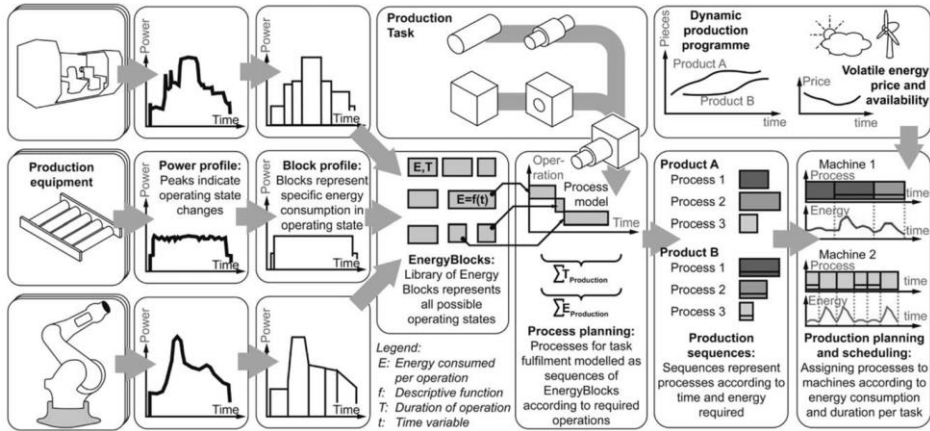 Power
Time
Power
Time
Production
Task
Dynamic
production
programme
Pieces
Product A
Product B
time
Volatile energy
price and
availability
Price
time
Production
equipment
Power
Power profile:
Peaks indicate
operating state
changes
Time
Power
Block profile:
Blocks represent
specific energy
consumption in
operating state
Time
E,T
E=f(t)
EnergyBlocks:
Library of Energy
Blocks represents
all possible
operating states
Oper-
ration
Process
model
Time
∑T Production
∑E Production
Process planning:
Processes for task
fulfilment modelled as
sequences of
EnergyBlocks
according to required
operations
Product A
Process 1
Process 2
Process 3
Product B
Process 1
Process 2
Process 3
Production
sequences:
Sequences represent
processes according to
time and energy
required
Machine 1
Process
time
Energy
time
Machine 2
Process
time
Energy
time
Production planning
and scheduling:
Assigning processes to
machines according to
energy consumption
and duration per task
Power
Time
Power
Time
Legend:
E: Energy consumed
per operation
f: Descriptive function
T: Duration of operation
t: Time variable